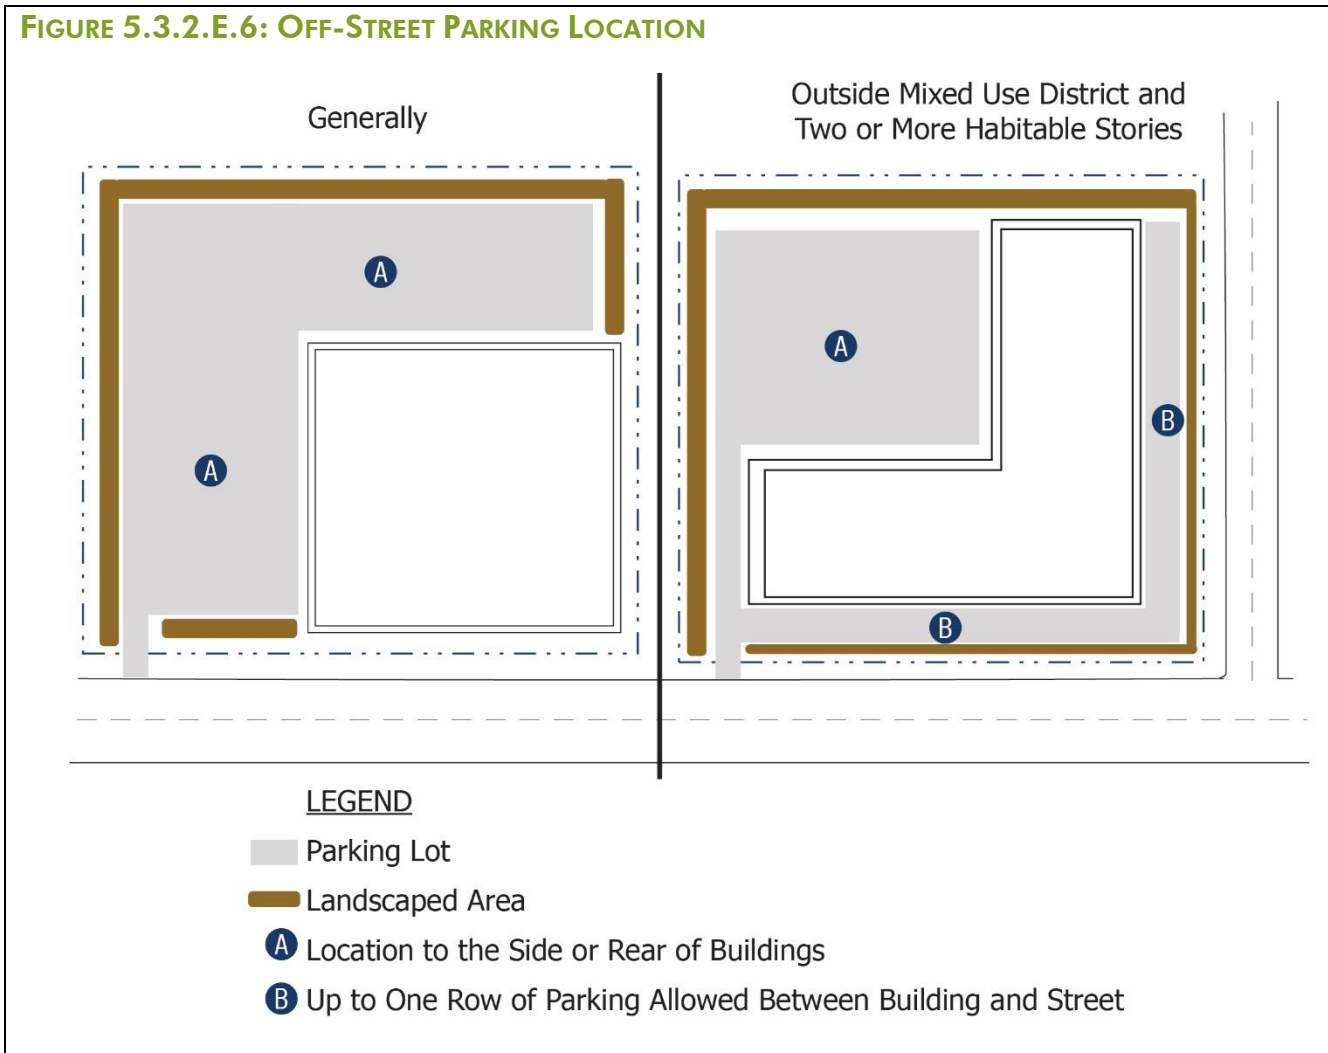 FIGURE 5.3.2.E.6: OFF-STREET PARKING LOCATION
Generally
Outside Mixed Use District and
Two or More Habitable Stories
A
A
A
B
B
LEGEND
Parking Lot
Landscaped Area
A Location to the Side or Rear of Buildings
B Up to One Row of Parking Allowed Between Building and Street